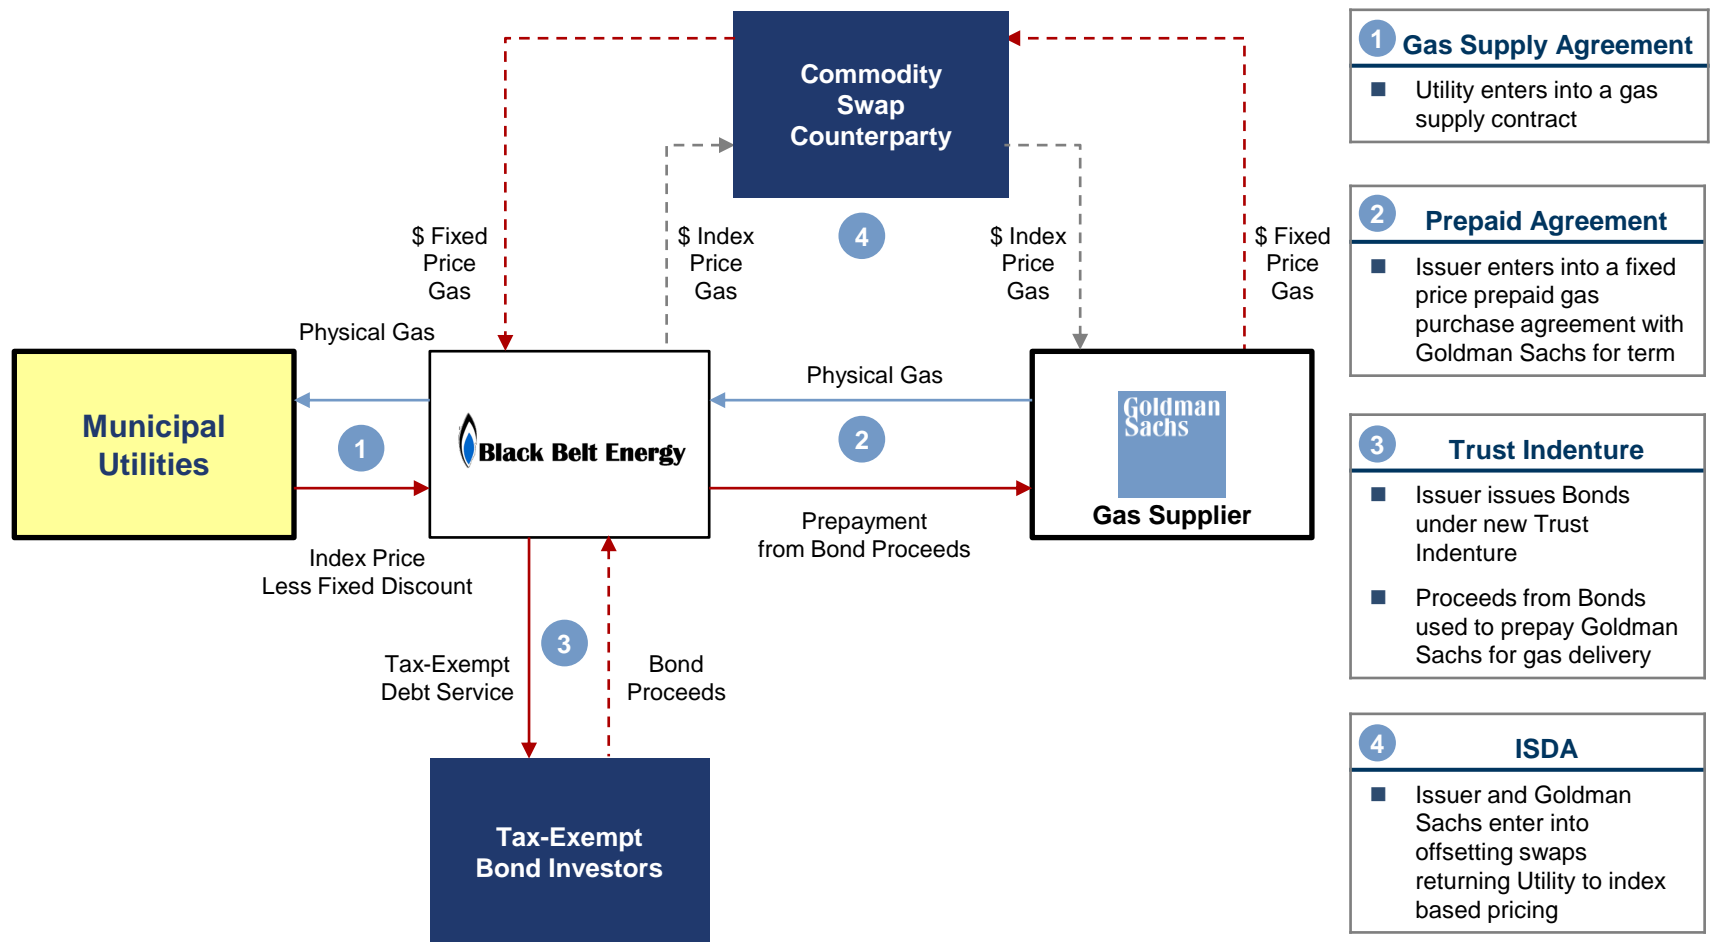 Commodity
Swap
Counterparty
4
$ Fixed
Price
Gas
$ Index
Price
Gas
$ Index
Price
Gas
$ Fixed
Price
Gas
Physical Gas
Municipal
Utilities
1
Index Price
Less Fixed Discount
Black Belt Energy
Physical Gas
2
Prepayment
from Bond Proceeds
Goldman
Sachs
Gas Supplier
Tax-Exempt
Debt Service
3
Bond
Proceeds
Tax-Exempt
Bond Investors
1 Gas Supply Agreement
Utility enters into a gas
supply contract
2 Prepaid Agreement
Issuer enters into a fixed
price prepaid gas
purchase agreement with
Goldman Sachs for term
3 Trust Indenture
Issuer issues Bonds
under new Trust
Indenture
Proceeds from Bonds
used to prepay Goldman
Sachs for gas delivery
4 ISDA
Issuer and Goldman
Sachs enter into
offsetting swaps
returning Utility to index
based pricing